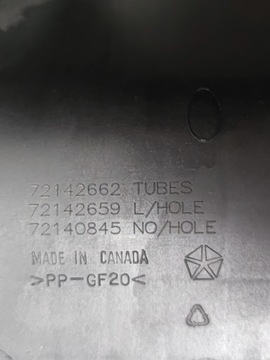 72142662 TUBES
72142659 L/HOLE
72140845 NO/HOLE
MADE IN CANADA
>PP-GF20<